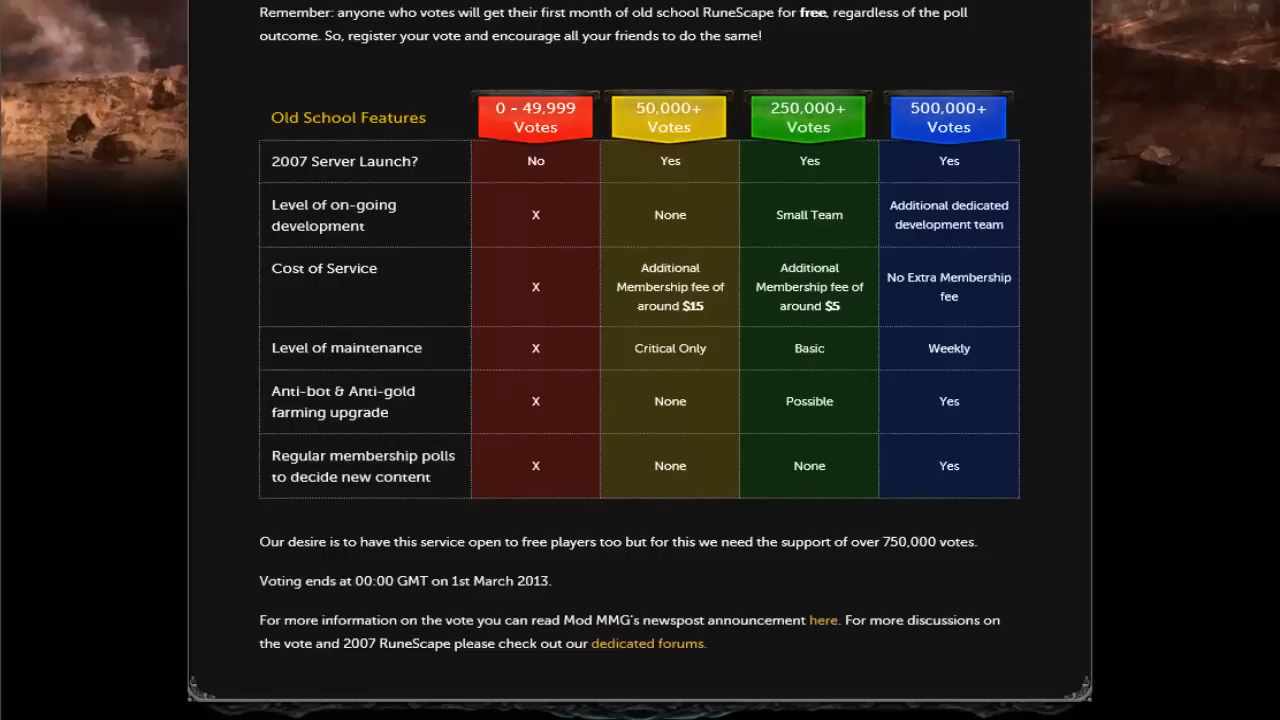 Remember: anyone who votes will get their first month of old school RuneScape for free, regardless of the poll
outcome. So, register your vote and encourage all your friends to do the same!
Old School Features
0 - 49,999
Votes
50,000+
Votes
250,000+
Votes
500,000+
Votes
2007 Server Launch?
No
Yes
Yes
Yes
Level of on-going
development
X
None
Small Team
Additional dedicated
development team
Cost of Service
X
Additional
Membership fee of
around $15
Additional
Membership fee of
around $5
No Extra Membership
fee
Level of maintenance
X
Critical Only
Basic
Weekly
Anti-bot & Anti-gold
farming upgrade
X
None
Possible
Yes
Regular membership polls
to decide new content
X
None
None
Yes
Our desire is to have this service open to free players too but for this we need the support of over 750,000 votes.
Voting ends at 00:00 GMT on 1st March 2013.
For more information on the vote you can read Mod MMG's newspost announcement here. For more discussions on
the vote and 2007 RuneScape please check out our dedicated forums.